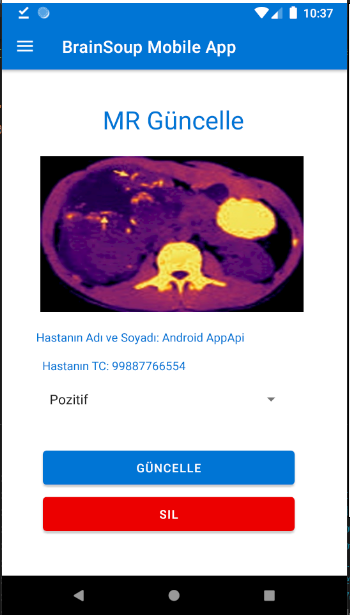 10:37
BrainSoup Mobile App
MR Güncelle
Hastanın Adı ve Soyadı: Android AppApi
Hastanın TC: 99887766554
Pozitif
GÜNCELLE
SIL